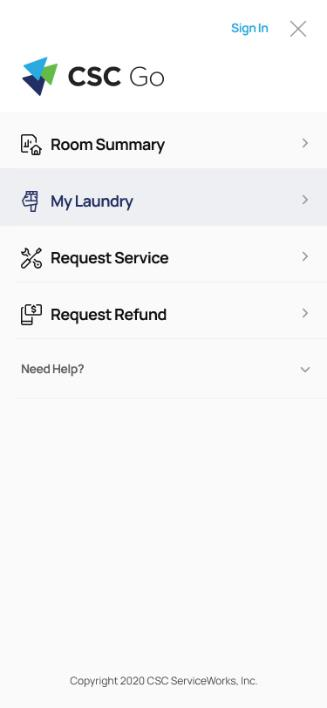 Sign In
CSC Go
Room Summary
My Laundry
Request Service
Request Refund
Need Help?
Copyright 2020 CSC ServiceWorks, Inc.